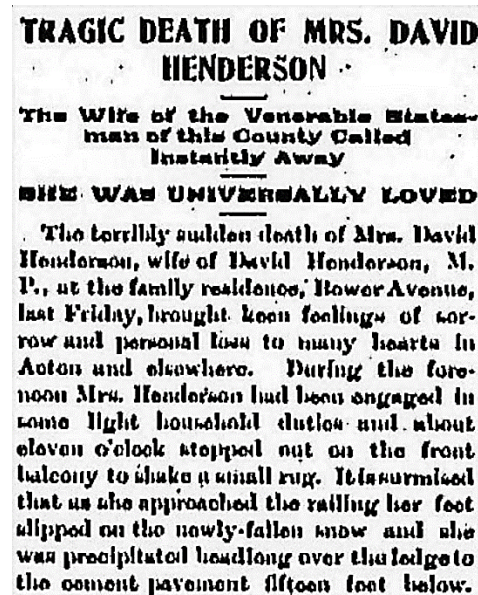 TRAGIC DEATH OF MRS. DAVID
HENDERSON
The Wife of the Venerable States-
man of this County Called
Instantly Away
SHE WAS UNIVERSALLY LOVED
The terribly sudden death of Mrs. David
Henderson, wife of David Henderson, M.
P., at the family residence, Bower Avenue,
last Friday, brought keen feelings of sor-
row and personal loss to many hearts in
Acton and elsewhere. During the fore-
noon Mrs. Henderson had been engaged in
some light household duties and about
eleven o'clock stepped out on the front
balcony to shake a small rug. It is surmised
that as she approached the railing her feet
slipped on the newly-fallen snow and she
was precipitated headlong over the ledge to
the cement pavement fifteen feet below.